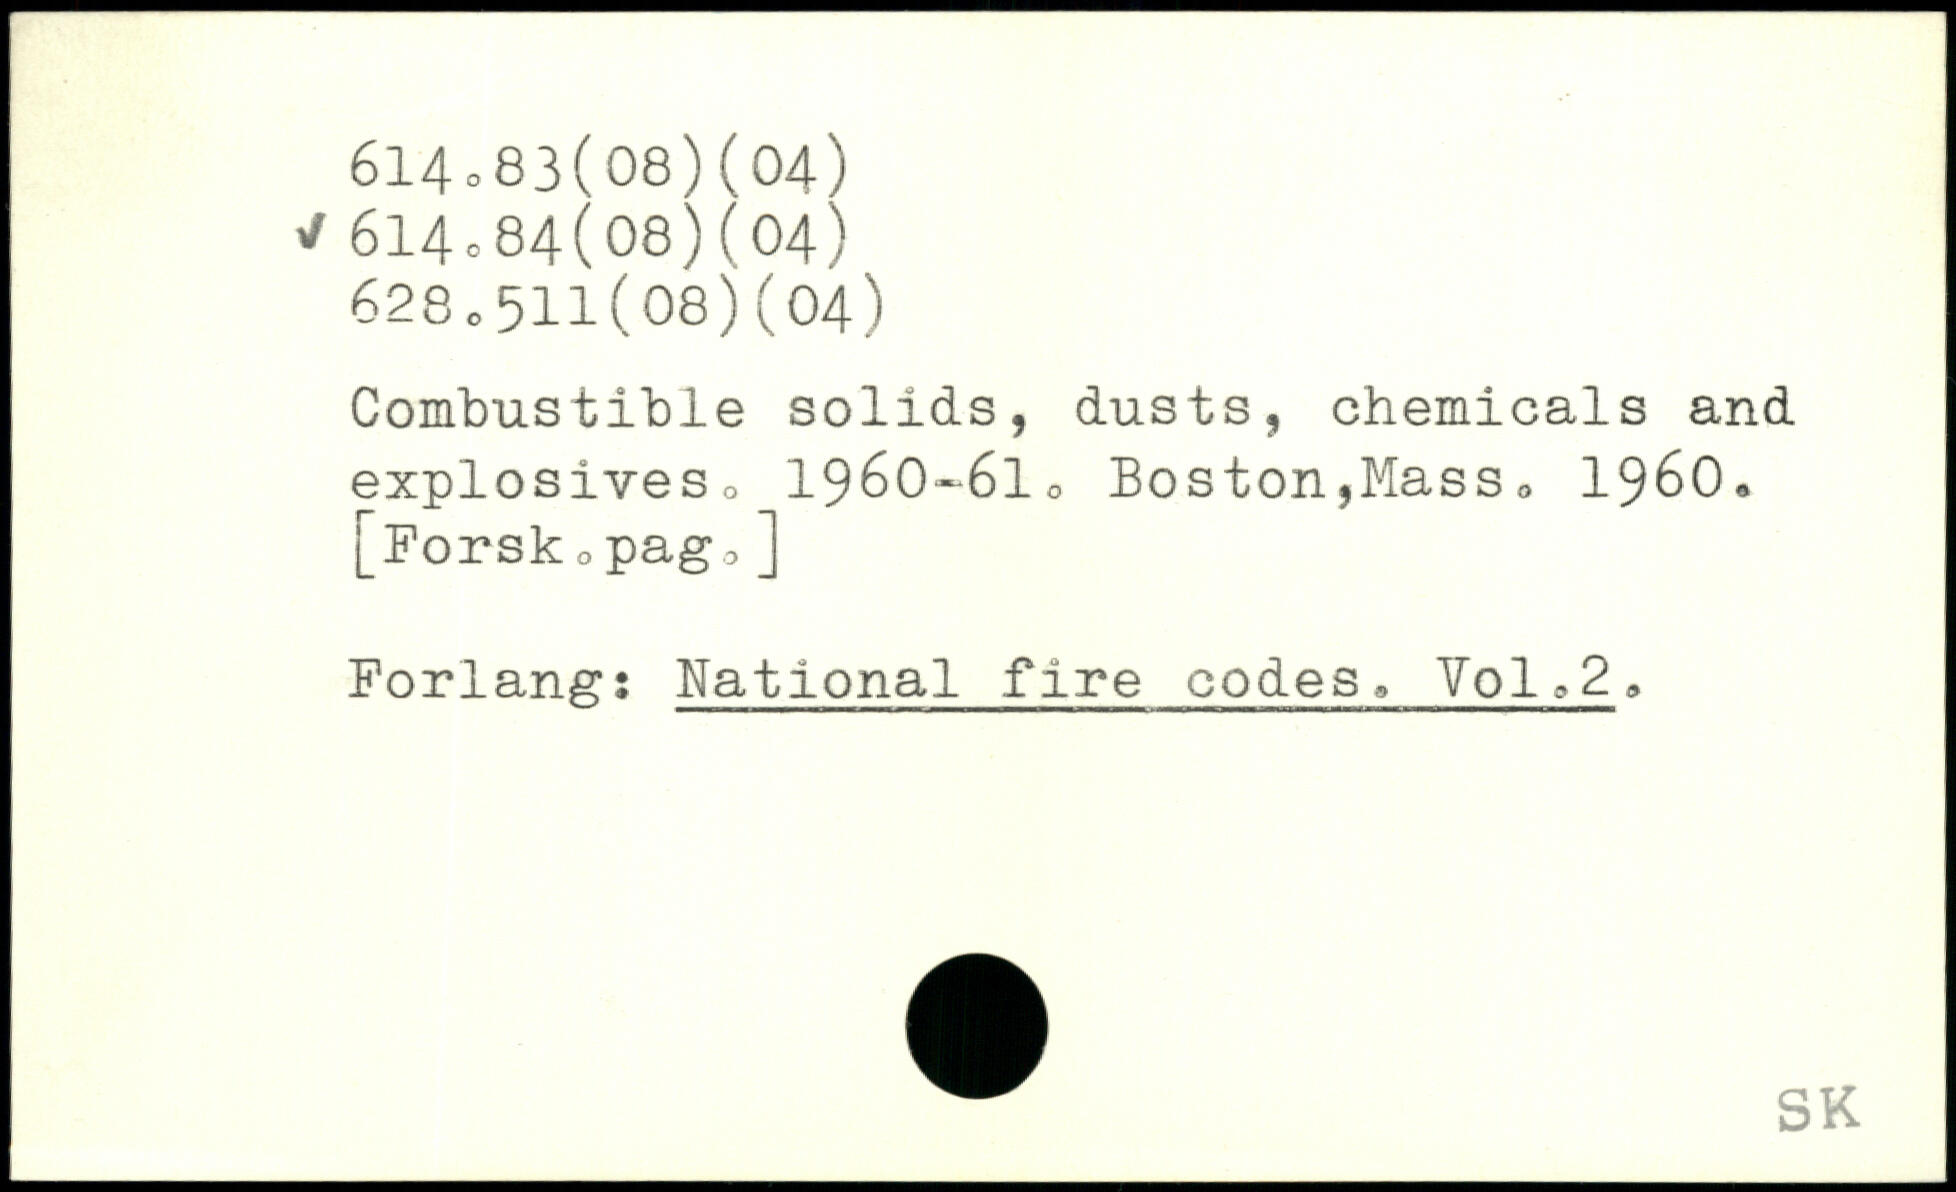 614.83(08)(04)
✓ 614.84(08)(04)
628.511(08)(04)
Combustible solids, dusts, chemicals and
explosives. 1960-61. Boston,Mass. 1960.
[Forsk.pag.]
Forlang: National fire codes. Vol.2.
SK